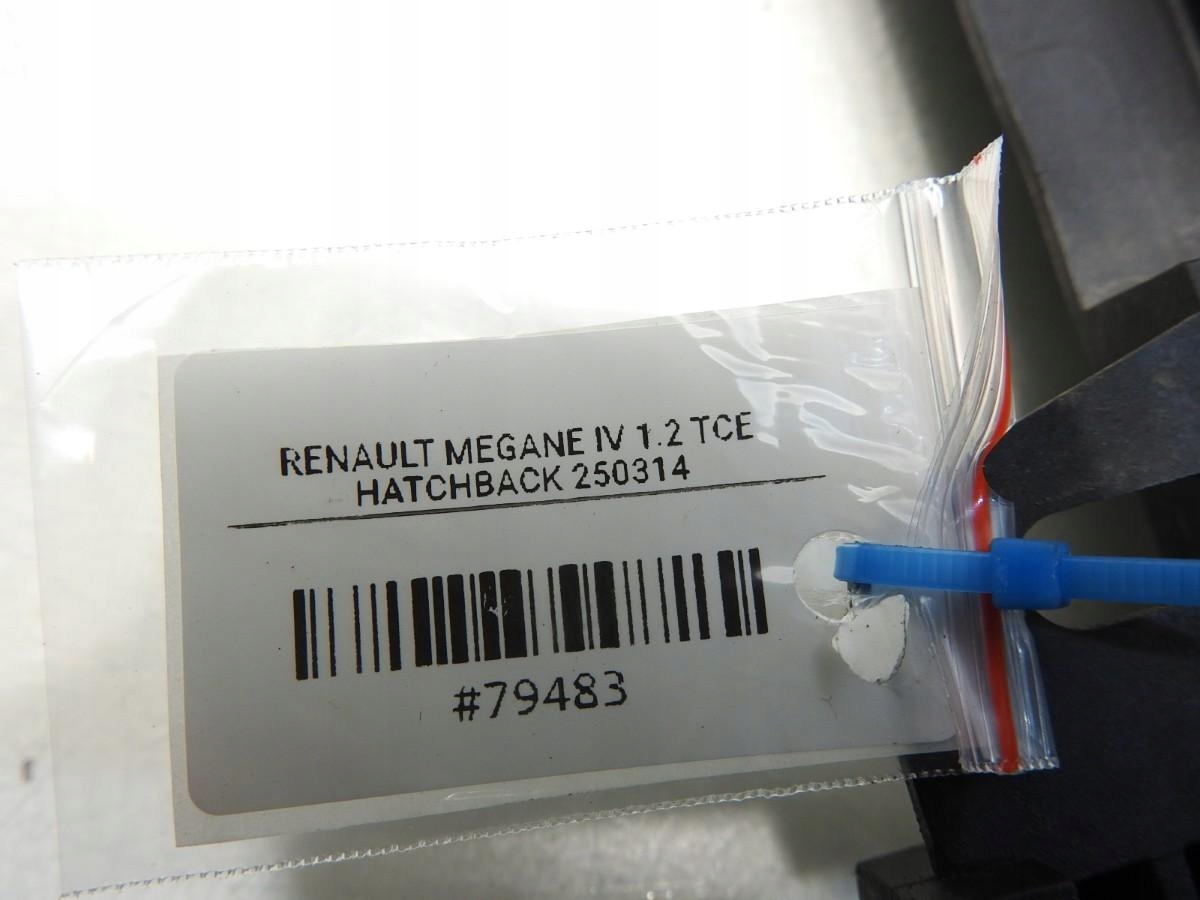 RENAULT MEGANE IV 1.2 TCE
HATCHBACK 250314
#79483